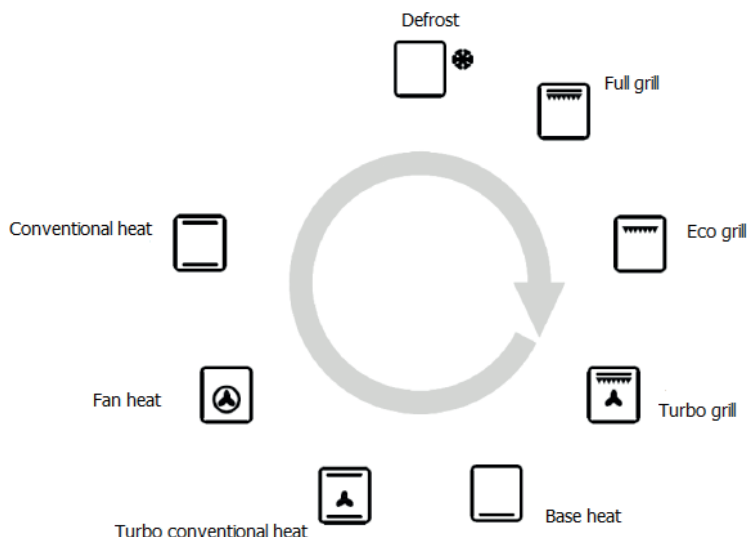 Defrost
Full grill
Conventional heat
Eco grill
Fan heat
Turbo grill
Base heat
Turbo conventional heat